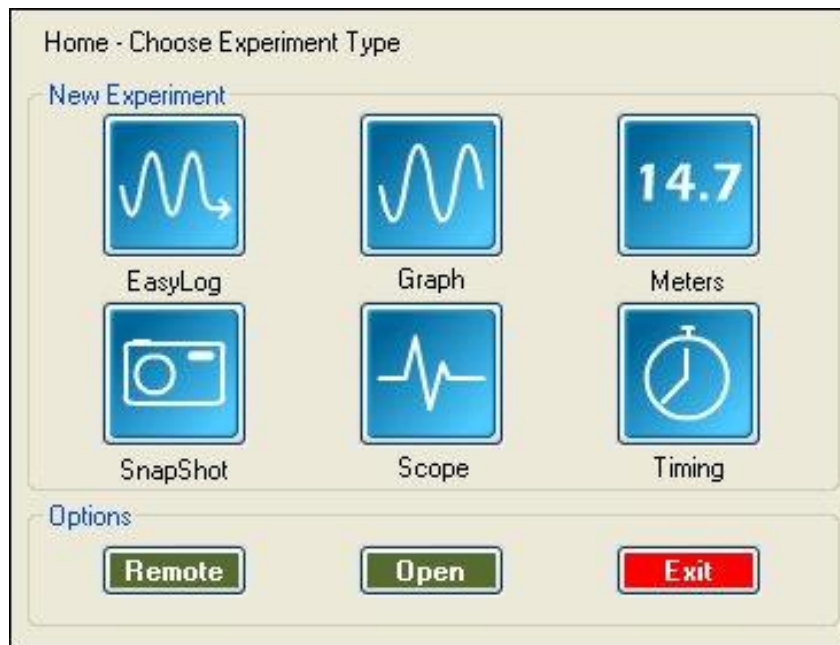 Home - Choose Experiment Type
New Experiment
14.7
EasyLog Graph Meters
SnapShot Scope Timing
Options
Remote Open Exit